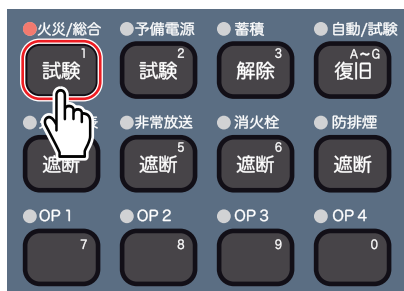 火災/総合 予備電源 蓄積 自動/試験
1 2 3 A〜G
試験 試験 解除 復旧
非常放送 消火栓 防排煙
5 6
遮断 遮断 遮断 遮断
OP 1 OP 2 OP 3 OP 4
7 8 9 0